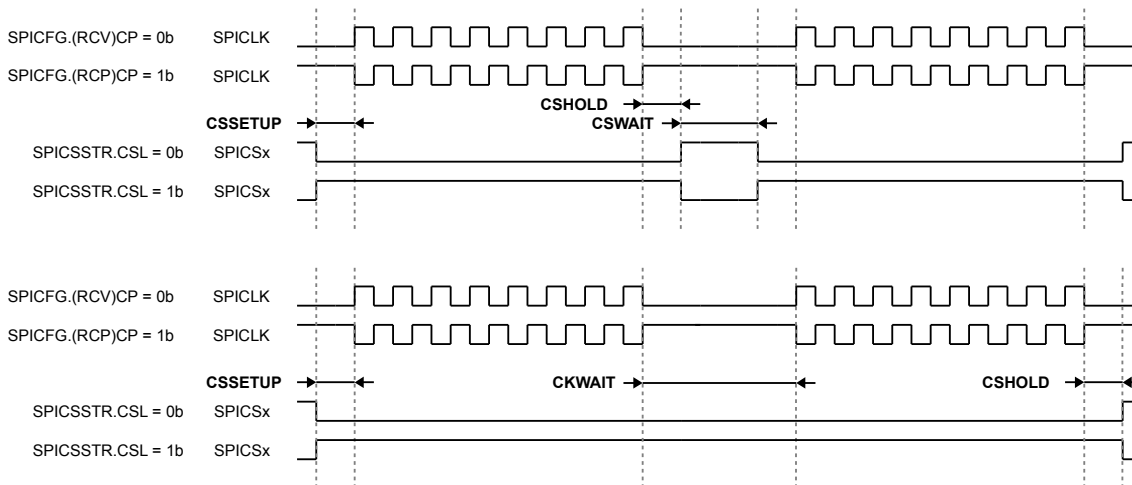 SPICFG.(RCV)CP = 0b SPICLK
SPICFG.(RCP)CP = 1b SPICLK
CSHOLD
CSSETUP CSWAIT
SPICSSTR.CSL = 0b SPICSx
SPICSSTR.CSL = 1b SPICSx
SPICFG.(RCV)CP = 0b SPICLK
SPICFG.(RCP)CP = 1b SPICLK
CSSETUP CKWAIT CSHOLD
SPICSSTR.CSL = 0b SPICSx
SPICSSTR.CSL = 1b SPICSx